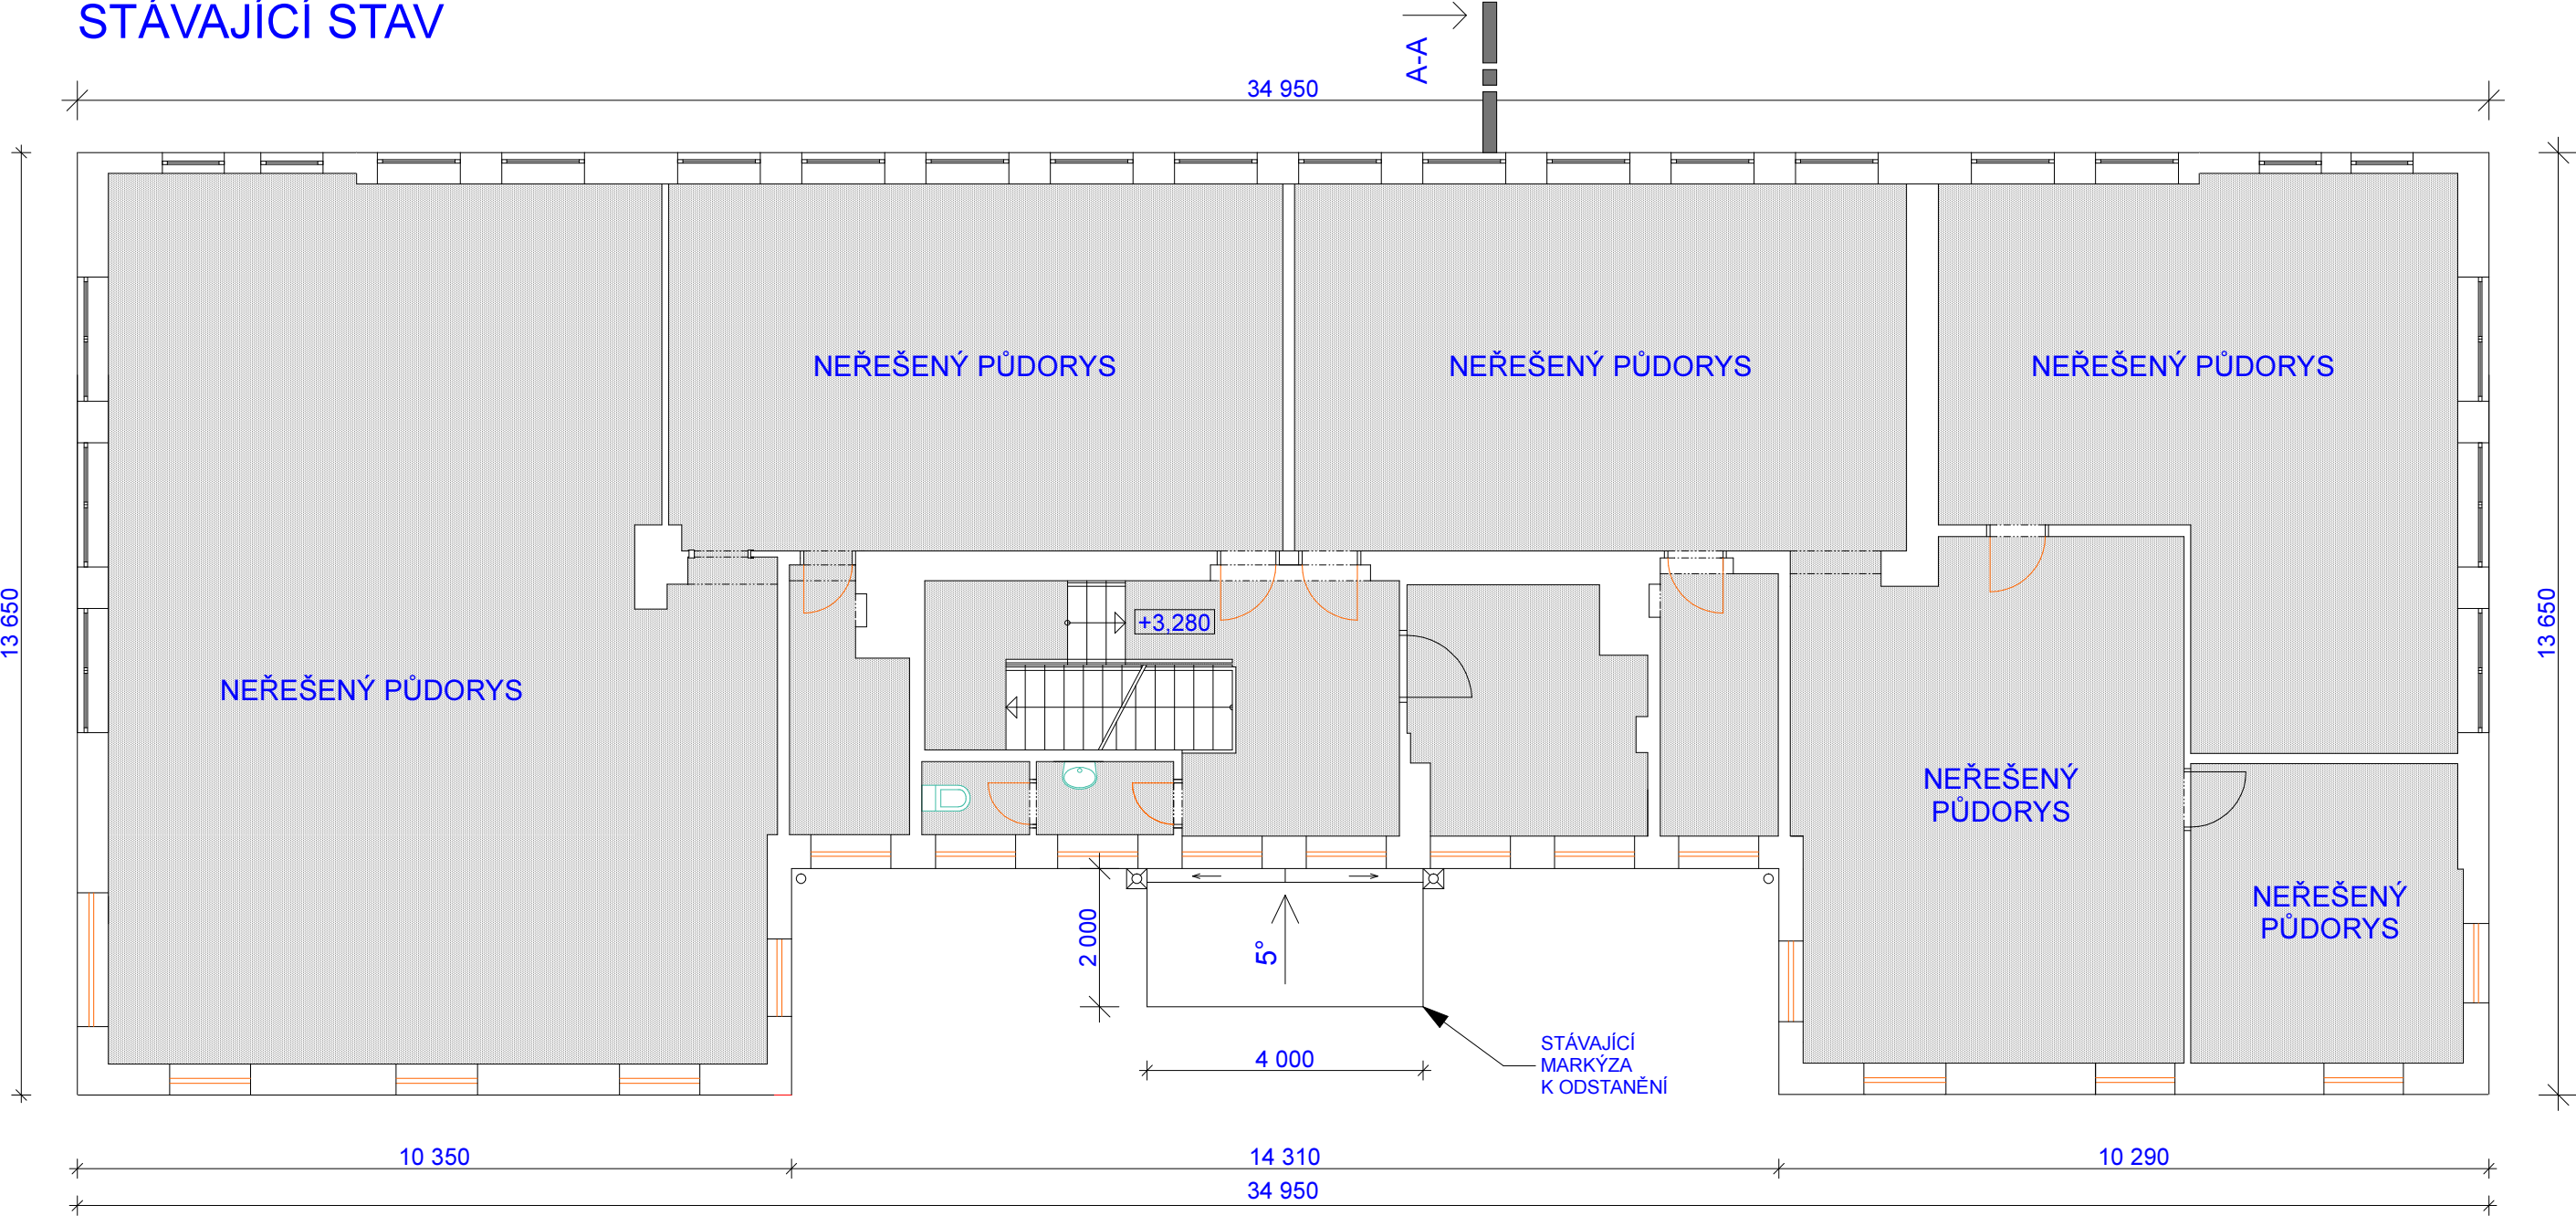 STÁVAJÍCÍ STAV
A-A
34 950
NEŘEŠENÝ PŮDORYS
NEŘEŠENÝ PŮDORYS
NEŘEŠENÝ PŮDORYS
13 650
+3,280
13 650
NEŘEŠENÝ PŮDORYS
NEŘEŠENÝ
PŮDORYS
NEŘEŠENÝ
PŮDORYS
2 000
5°
STÁVAJÍCÍ
MARKÝZA
K ODSTANĚNÍ
4 000
10 350
14 310
10 290
34 950